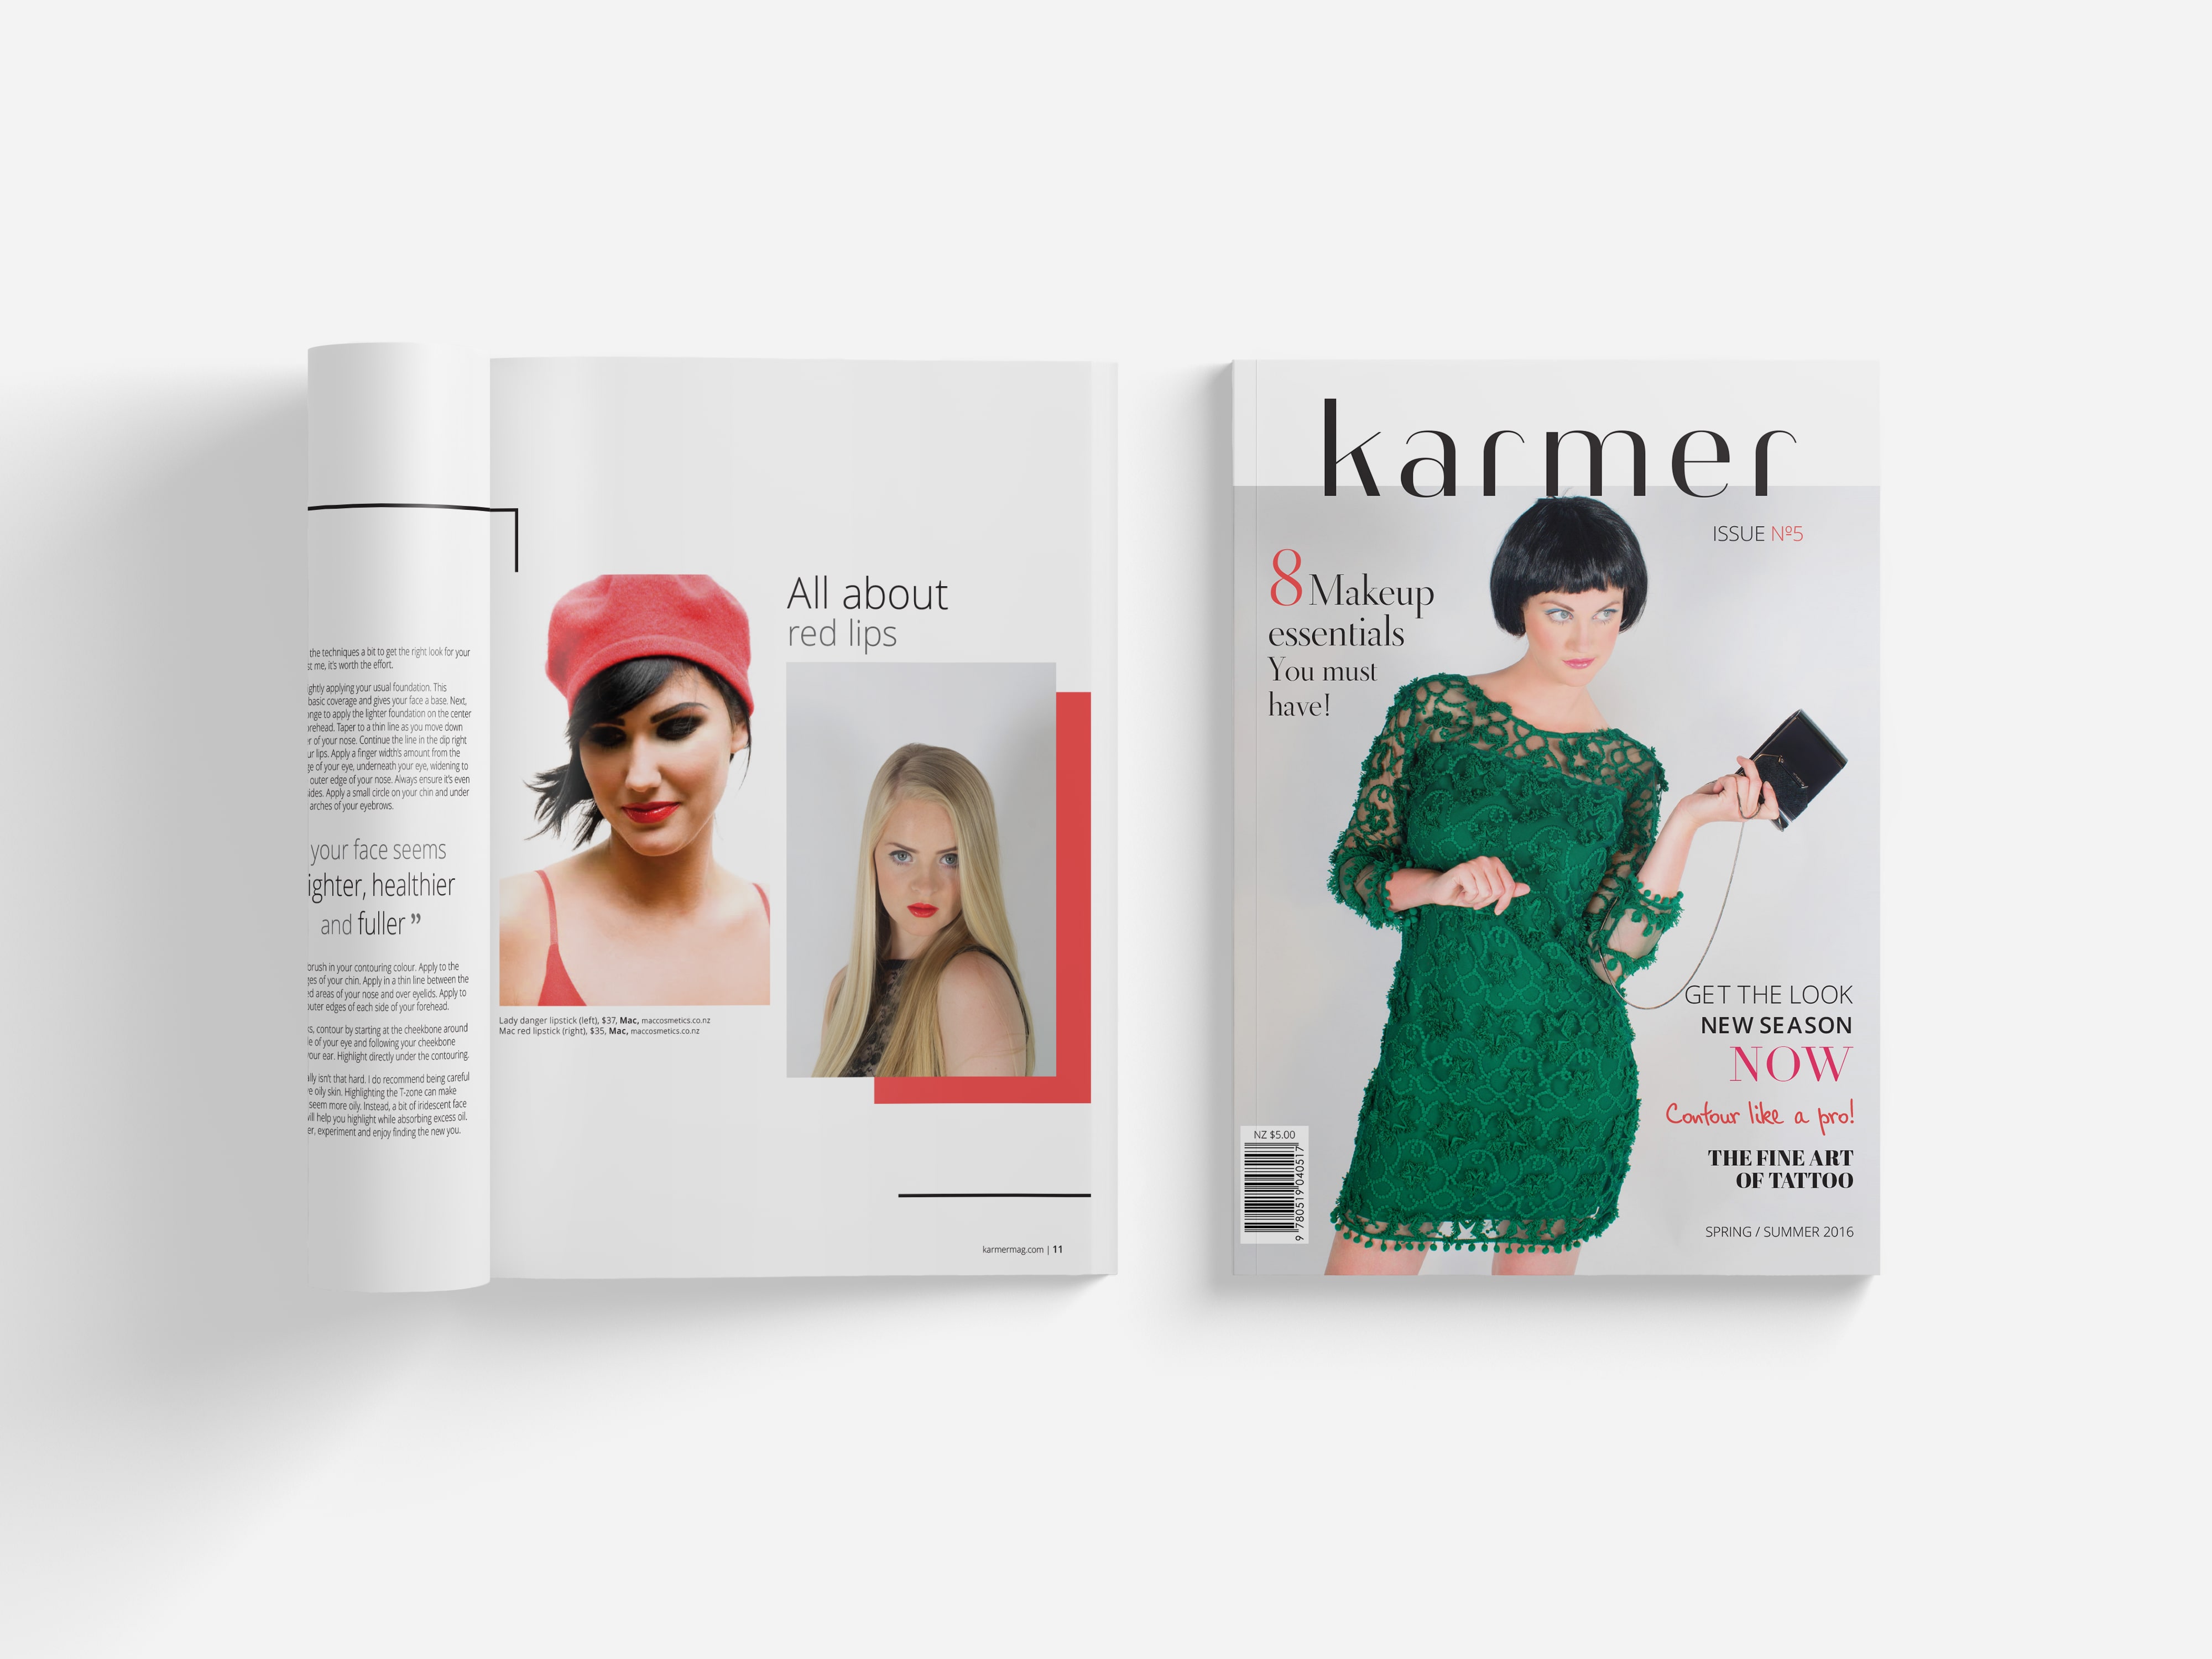 the techniques a bit to get the right look for your
me, it's worth the effort.
applying your usual foundation. This
basic coverage and gives your face a base. Next,
to apply the lighter foundation on the center
Taper to a thin line as you move down
of your nose. Continue the line in the dip right
lips. Apply a finger width's amount from the
of your eye, underneath your eye, widening to
outer edge of your nose. Always ensure it's even
Apply a small circle on your chin and under
arches of your eyebrows.
your face seems
ighter, healthier
and fuller ”
brush in your contouring colour. Apply to the
of your chin. Apply in a thin line between the
areas of your nose and over eyelids. Apply to
outer edges of each side of your forehead.
contour by starting at the cheekbone around
of your eye and following your cheekbone
your ear. Highlight directly under the contouring.
isn't that hard. I do recommend being careful
oily skin. Highlighting the T-zone can make
seem more oily. Instead, a bit of iridescent face
will help you highlight while absorbing excess oil.
experiment and enjoy finding the new you.
All about
red lips
Lady danger lipstick (left), $37, Mac, maccosmetics.co.nz
Mac red lipstick (right), $35, Mac, maccosmetics.co.nz
karmermag.com | 11
karmer
ISSUE Nº5
8 Makeup
essentials
You must
have!
GET THE LOOK
NEW SEASON
NOW
Contour like a pro!
THE FINE ART
OF TATTOO
SPRING / SUMMER 2016
NZ $5.00
9 780519 040517